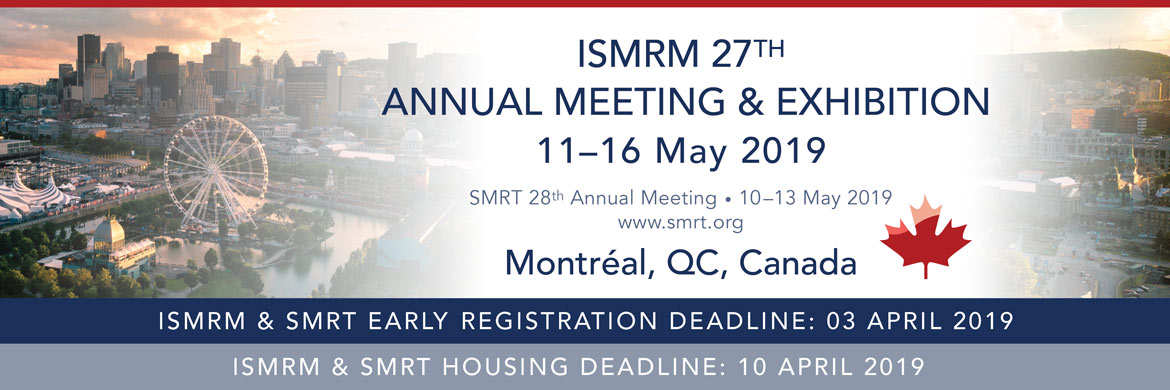 ISMRM 27TH
ANNUAL MEETING & EXHIBITION
11–16 May 2019
SMRT 28th Annual Meeting • 10–13 May 2019
www.smrt.org
Montréal, QC, Canada
ISMRM & SMRT EARLY REGISTRATION DEADLINE: 03 APRIL 2019
ISMRM & SMRT HOUSING DEADLINE: 10 APRIL 2019